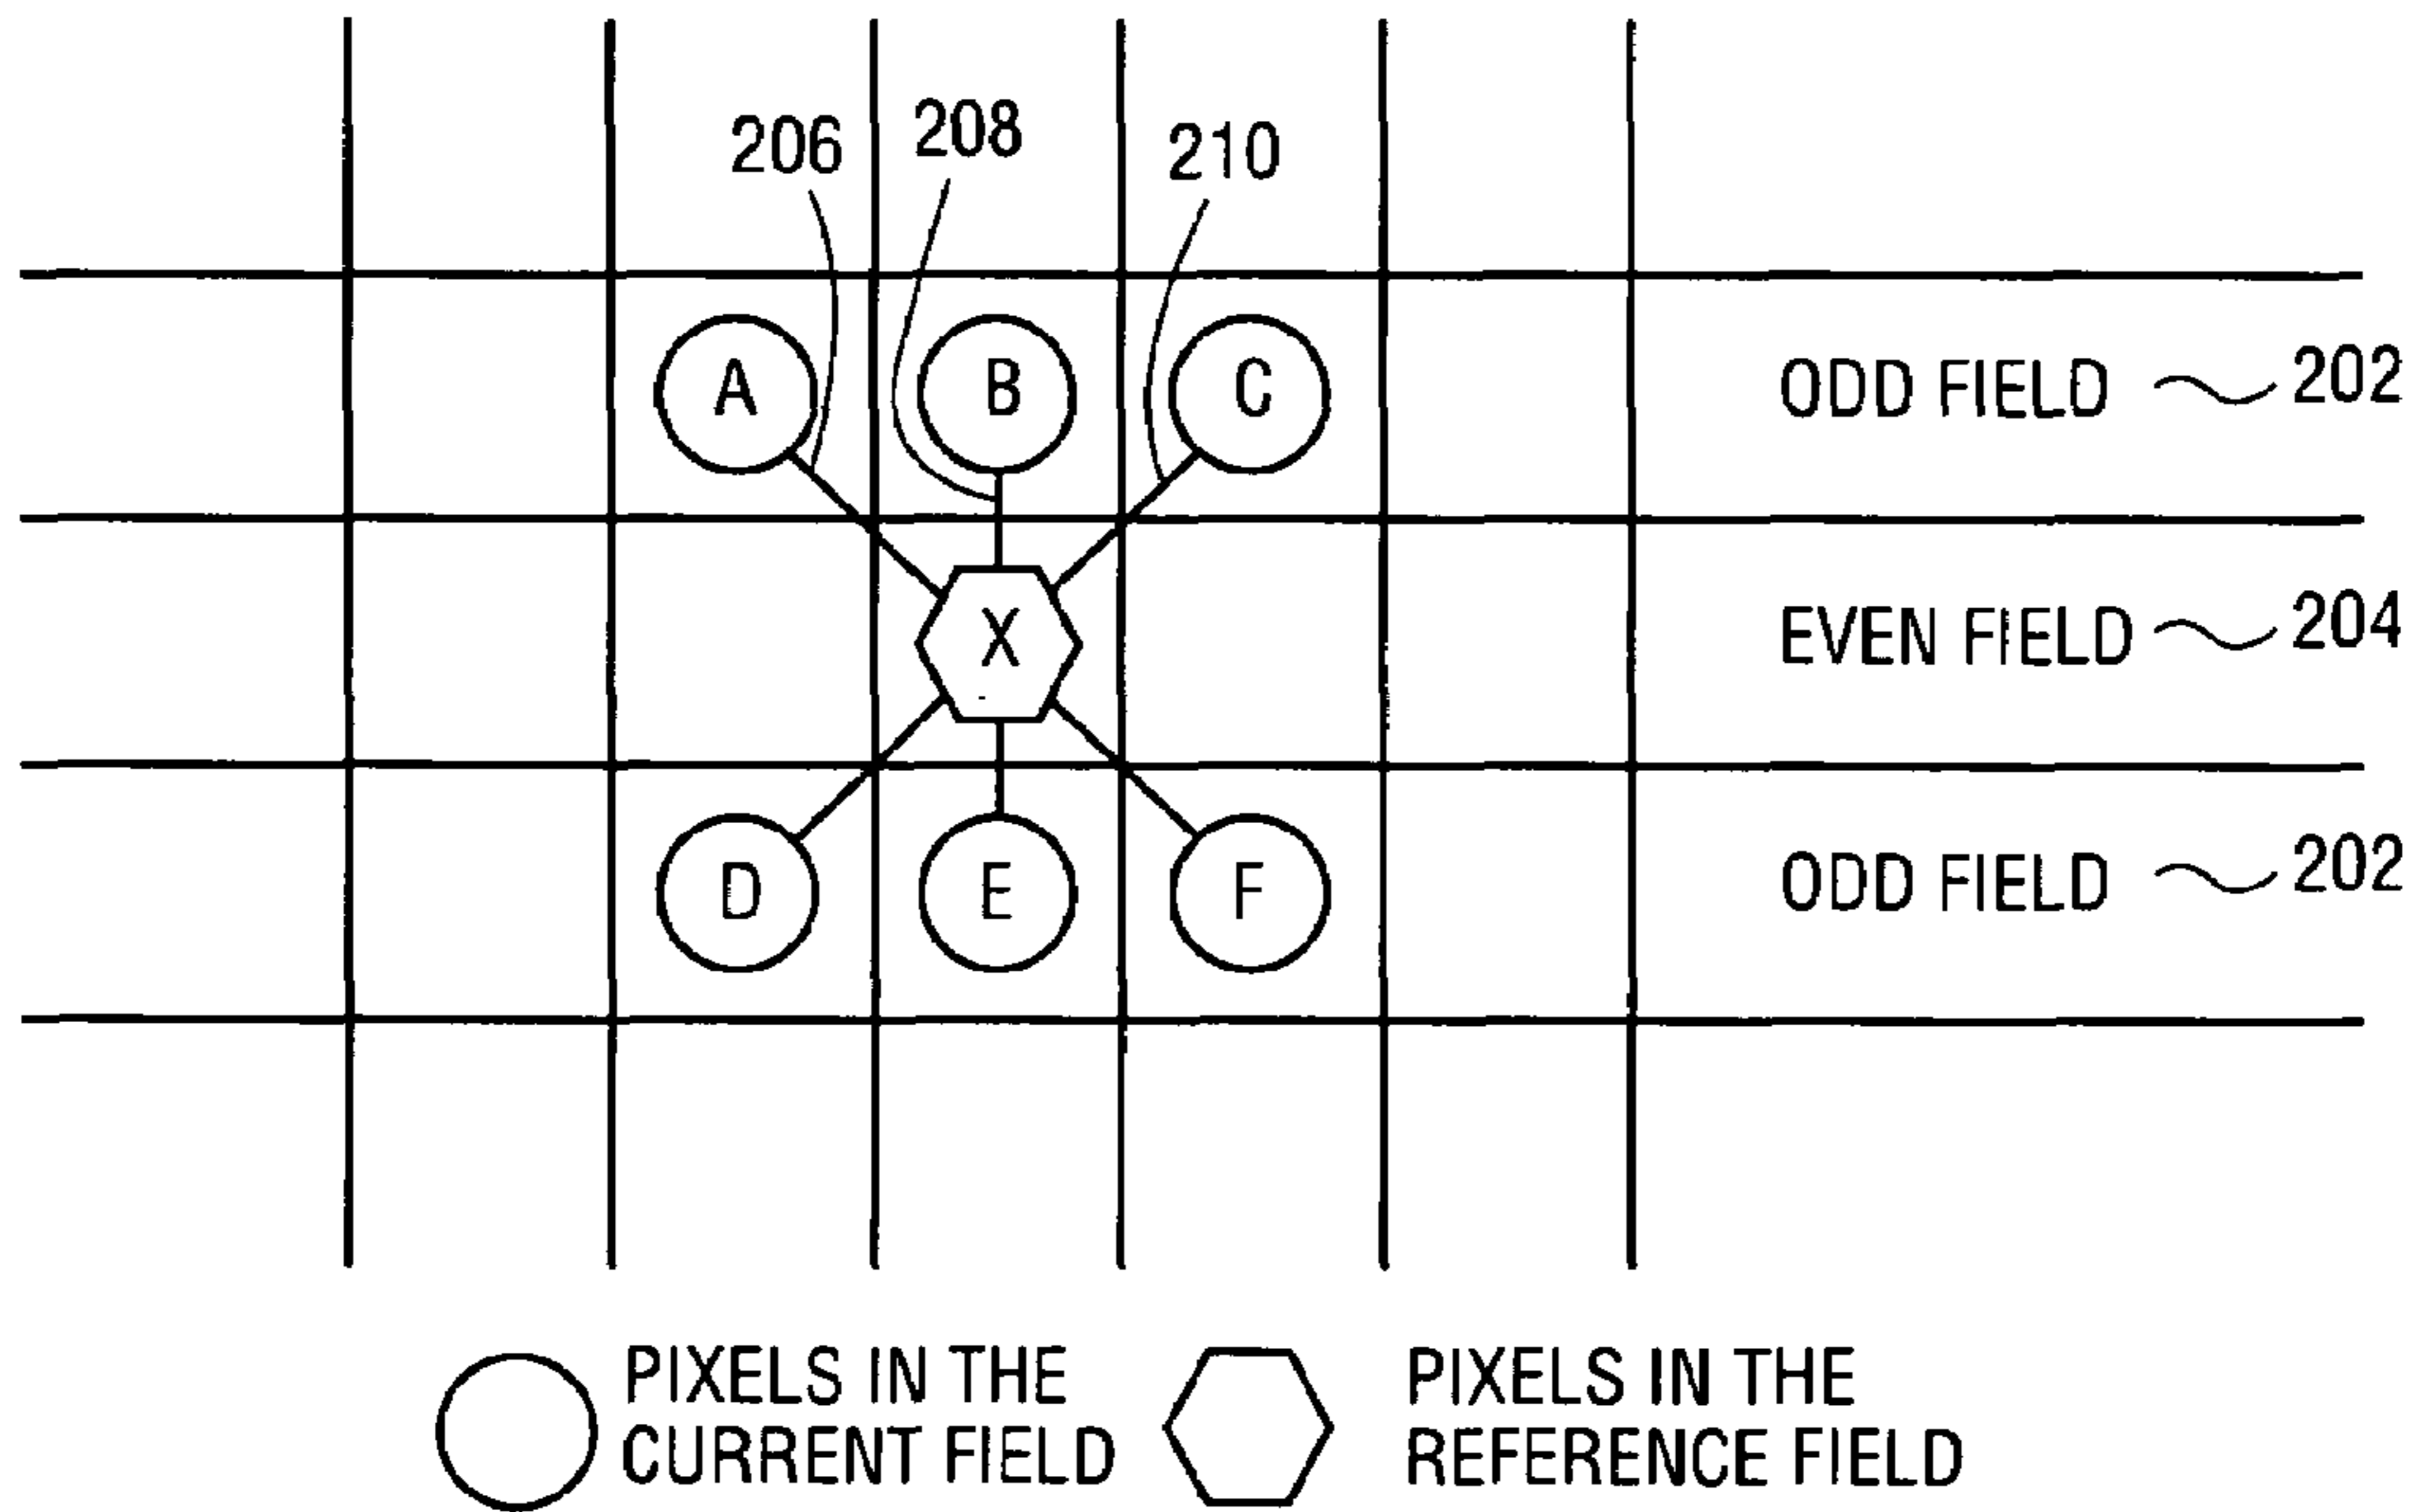 206 208 210
A B C ODD FIELD 202
X EVEN FIELD 204
D E F ODD FIELD 202
PIXELS IN THE
CURRENT FIELD
PIXELS IN THE
REFERENCE FIELD